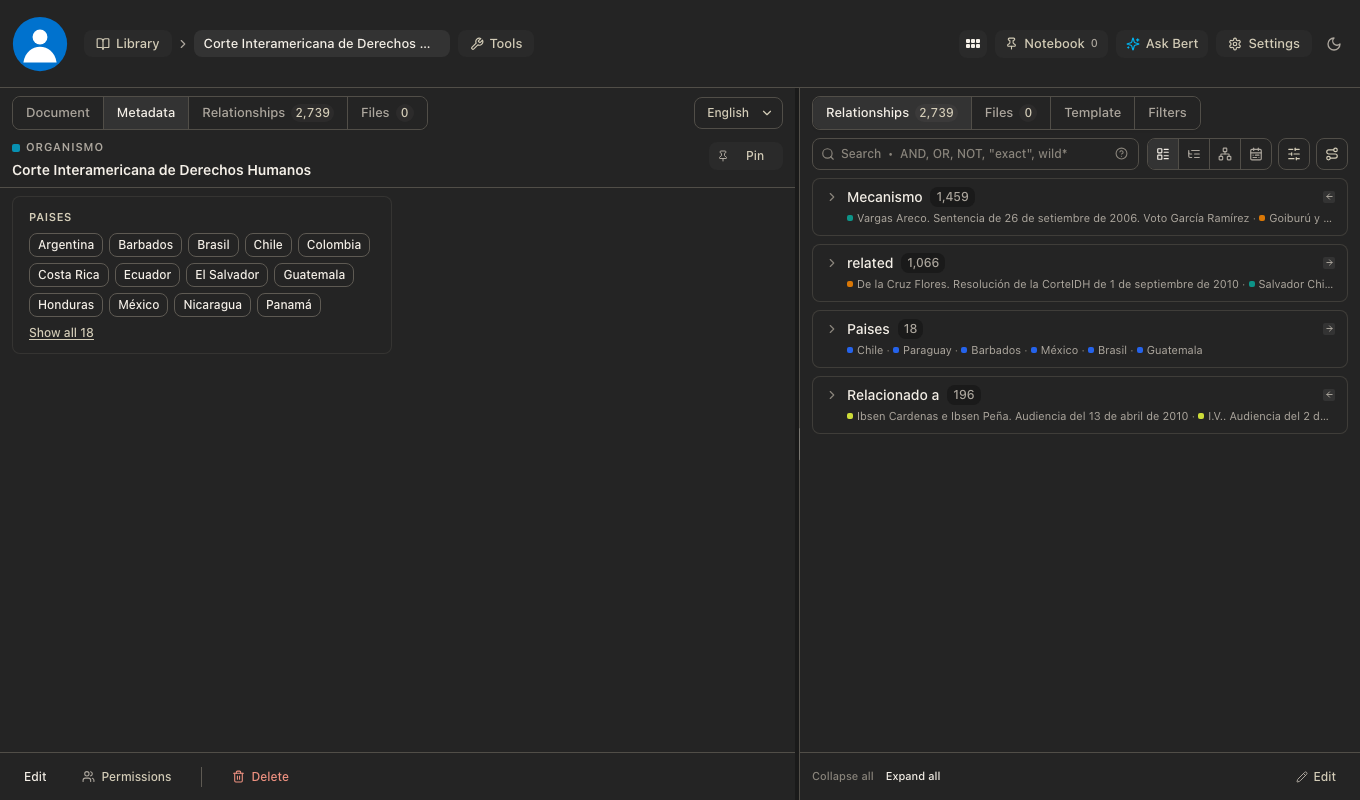 Library
Corte Interamericana de Derechos ...
Tools
Notebook 0
Ask Bert
Settings
Document
Metadata
Relationships 2,739
Files 0
English
ORGANISMO
Corte Interamericana de Derechos Humanos
Pin
PAISES
Argentina Barbados Brasil Chile Colombia
Costa Rica Ecuador El Salvador Guatemala
Honduras México Nicaragua Panamá
Show all 18
Edit
Permissions
Delete
Relationships 2,739
Files 0
Template
Filters
Search • AND, OR, NOT, "exact", wild*
Mecanismo 1,459
Vargas Areco. Sentencia de 26 de setiembre de 2006. Voto García Ramírez · Goiburú y ...
related 1,066
De la Cruz Flores. Resolución de la CorteIDH de 1 de septiembre de 2010 · Salvador Chi...
Paises 18
Chile · Paraguay · Barbados · México · Brasil · Guatemala
Relacionado a 196
Ibsen Cardenas e Ibsen Peña. Audiencia del 13 de abril de 2010 · I.V.. Audiencia del 2 d...
Collapse all
Expand all
Edit